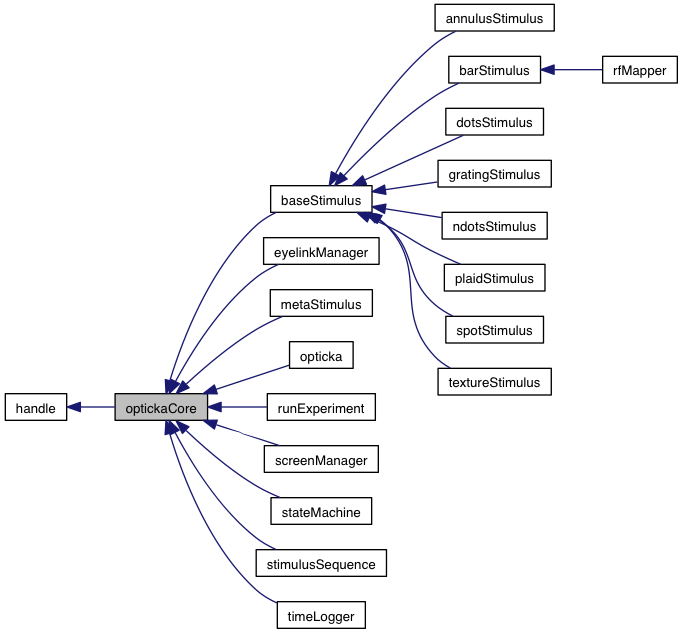 annulusStimulus
barStimulus
rfMapper
dotsStimulus
gratingStimulus
baseStimulus
ndotsStimulus
eyelinkManager
plaidStimulus
metaStimulus
spotStimulus
opticka
textureStimulus
handle
optickaCore
runExperiment
screenManager
stateMachine
stimulusSequence
timeLogger